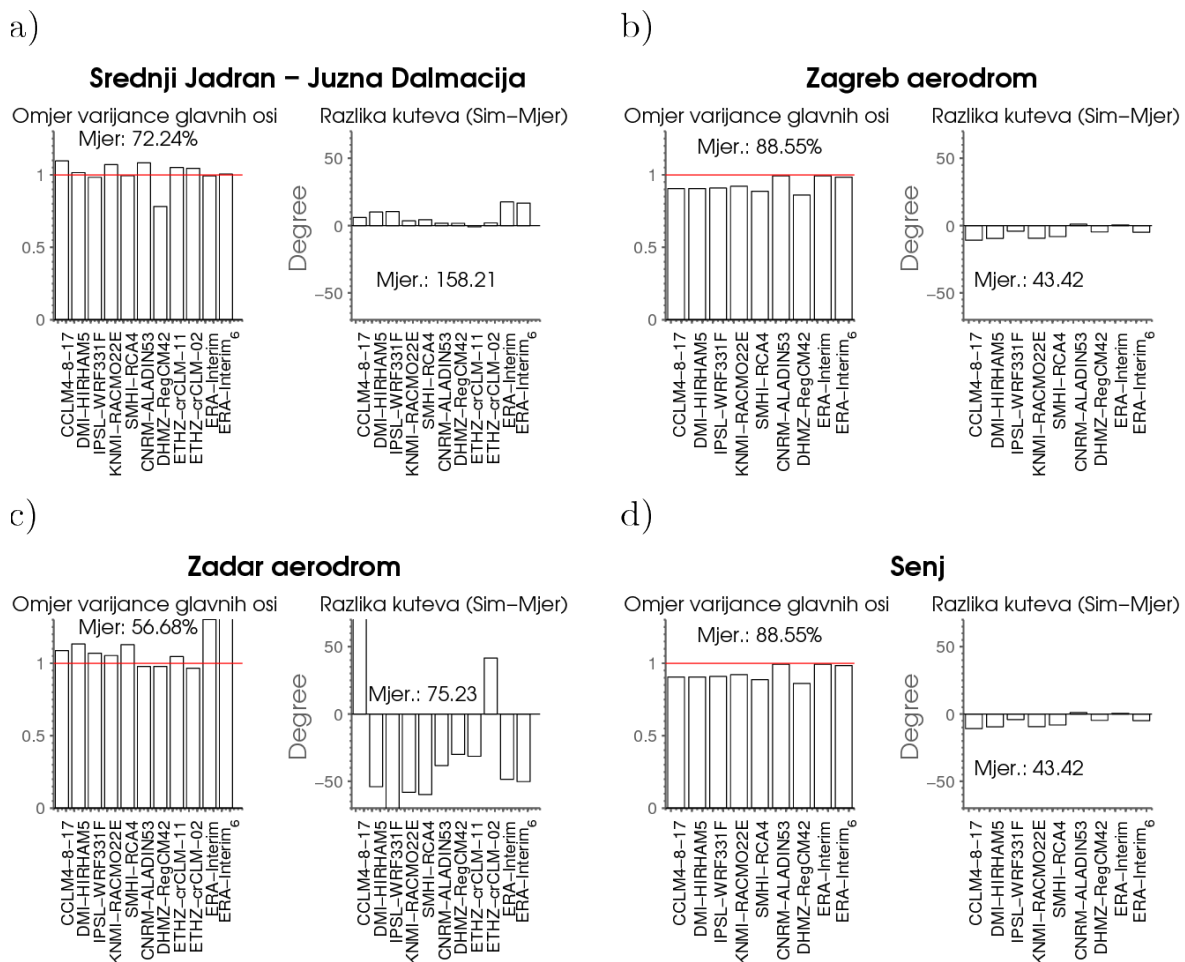 a)
Srednji Jadran – Juzna Dalmacija
Omjer varijance glavnih osi
Mjer: 72.24%
1
0.5
0
CCLM4–8–17
DMI–HIRHAM5
IPSL–WRF331F
KNMI–RACMO22E
SMHI–RCA4
CNRM–ALADIN53
DHMZ–RegCM42
ETHZ–crCLM–11
ETHZ–crCLM–02
ERA–Interim
ERA–Interim_6
Razlika kuteva (Sim–Mjer)
Degree
50
0
–50
Mjer.: 158.21
CCLM4–8–17
DMI–HIRHAM5
IPSL–WRF331F
KNMI–RACMO22E
SMHI–RCA4
CNRM–ALADIN53
DHMZ–RegCM42
ETHZ–crCLM–11
ETHZ–crCLM–02
ERA–Interim
ERA–Interim_6
b)
Zagreb aerodrom
Omjer varijance glavnih osi
Mjer.: 88.55%
1
0.5
0
CCLM4–8–17
DMI–HIRHAM5
IPSL–WRF331F
KNMI–RACMO22E
SMHI–RCA4
CNRM–ALADIN53
DHMZ–RegCM42
ERA–Interim
ERA–Interim_6
Razlika kuteva (Sim–Mjer)
Degree
50
0
–50
Mjer.: 43.42
CCLM4–8–17
DMI–HIRHAM5
IPSL–WRF331F
KNMI–RACMO22E
SMHI–RCA4
CNRM–ALADIN53
DHMZ–RegCM42
ERA–Interim
ERA–Interim_6
c)
Zadar aerodrom
Omjer varijance glavnih osi
Mjer: 56.68%
1
0.5
0
CCLM4–8–17
DMI–HIRHAM5
IPSL–WRF331F
KNMI–RACMO22E
SMHI–RCA4
CNRM–ALADIN53
DHMZ–RegCM42
ETHZ–crCLM–11
ETHZ–crCLM–02
ERA–Interim
ERA–Interim_6
Razlika kuteva (Sim–Mjer)
Degree
50
0
–50
Mjer.: 75.23
CCLM4–8–17
DMI–HIRHAM5
IPSL–WRF331F
KNMI–RACMO22E
SMHI–RCA4
CNRM–ALADIN53
DHMZ–RegCM42
ETHZ–crCLM–11
ETHZ–crCLM–02
ERA–Interim
ERA–Interim_6
d)
Senj
Omjer varijance glavnih osi
Mjer.: 88.55%
1
0.5
0
CCLM4–8–17
DMI–HIRHAM5
IPSL–WRF331F
KNMI–RACMO22E
SMHI–RCA4
CNRM–ALADIN53
DHMZ–RegCM42
ERA–Interim
ERA–Interim_6
Razlika kuteva (Sim–Mjer)
Degree
50
0
–50
Mjer.: 43.42
CCLM4–8–17
DMI–HIRHAM5
IPSL–WRF331F
KNMI–RACMO22E
SMHI–RCA4
CNRM–ALADIN53
DHMZ–RegCM42
ERA–Interim
ERA–Interim_6